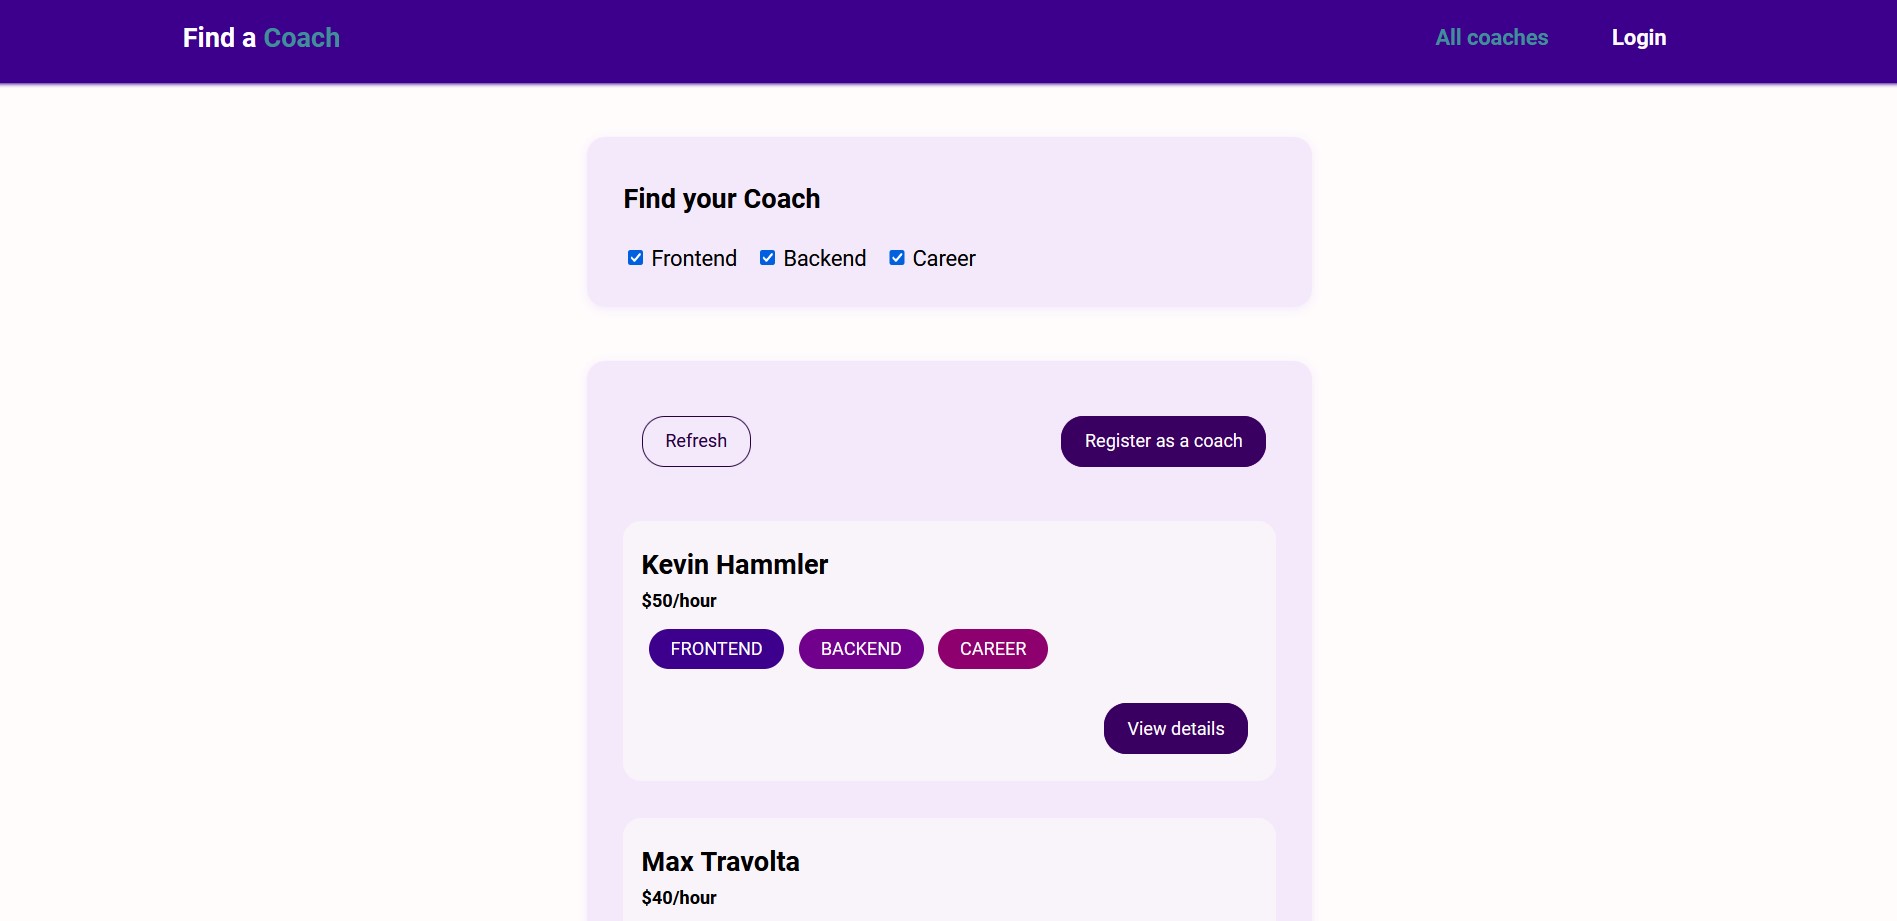 Find a Coach
All coaches
Login
Find your Coach
Frontend
Backend
Career
Refresh
Register as a coach
Kevin Hammler
$50/hour
FRONTEND
BACKEND
CAREER
View details
Max Travolta
$40/hour